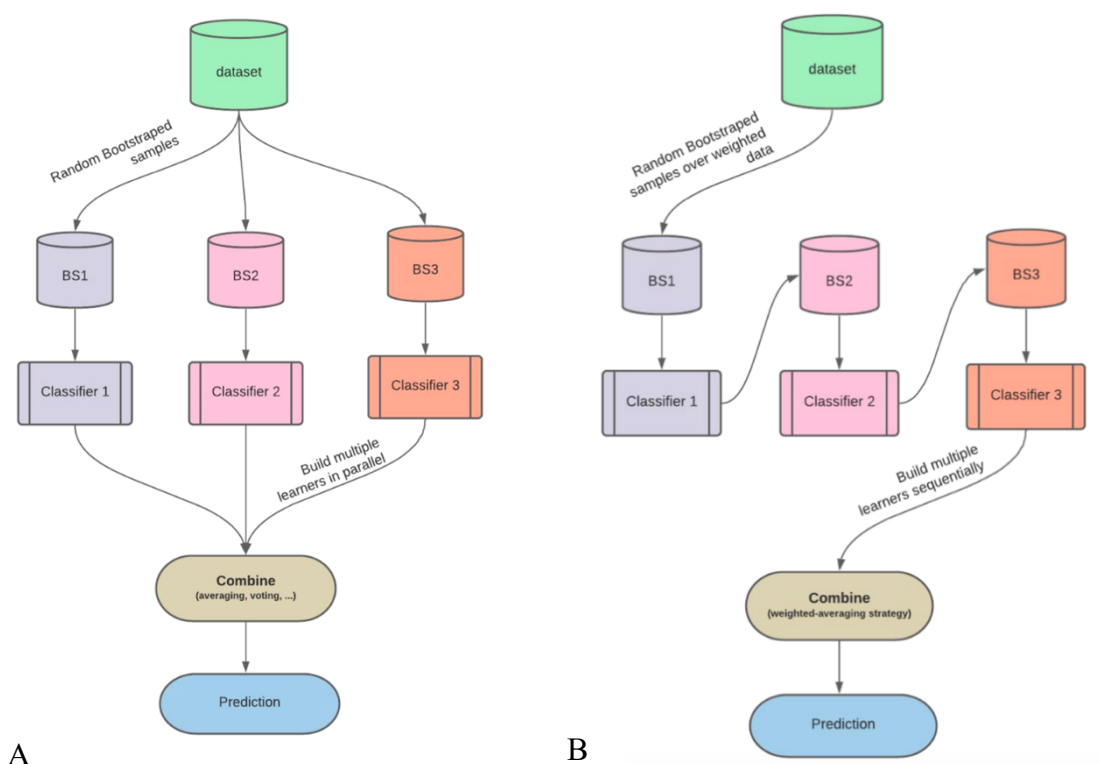 dataset
Random Bootstraped
samples
BS1
BS2
BS3
Classifier 1
Classifier 2
Classifier 3
Build multiple
learners in parallel
Combine
(averaging, voting, ...)
Prediction
A
dataset
Random Bootstraped
samples over weighted
data
BS1
BS2
BS3
Classifier 1
Classifier 2
Classifier 3
Build multiple
learners sequentially
Combine
(weighted-averaging strategy)
Prediction
B